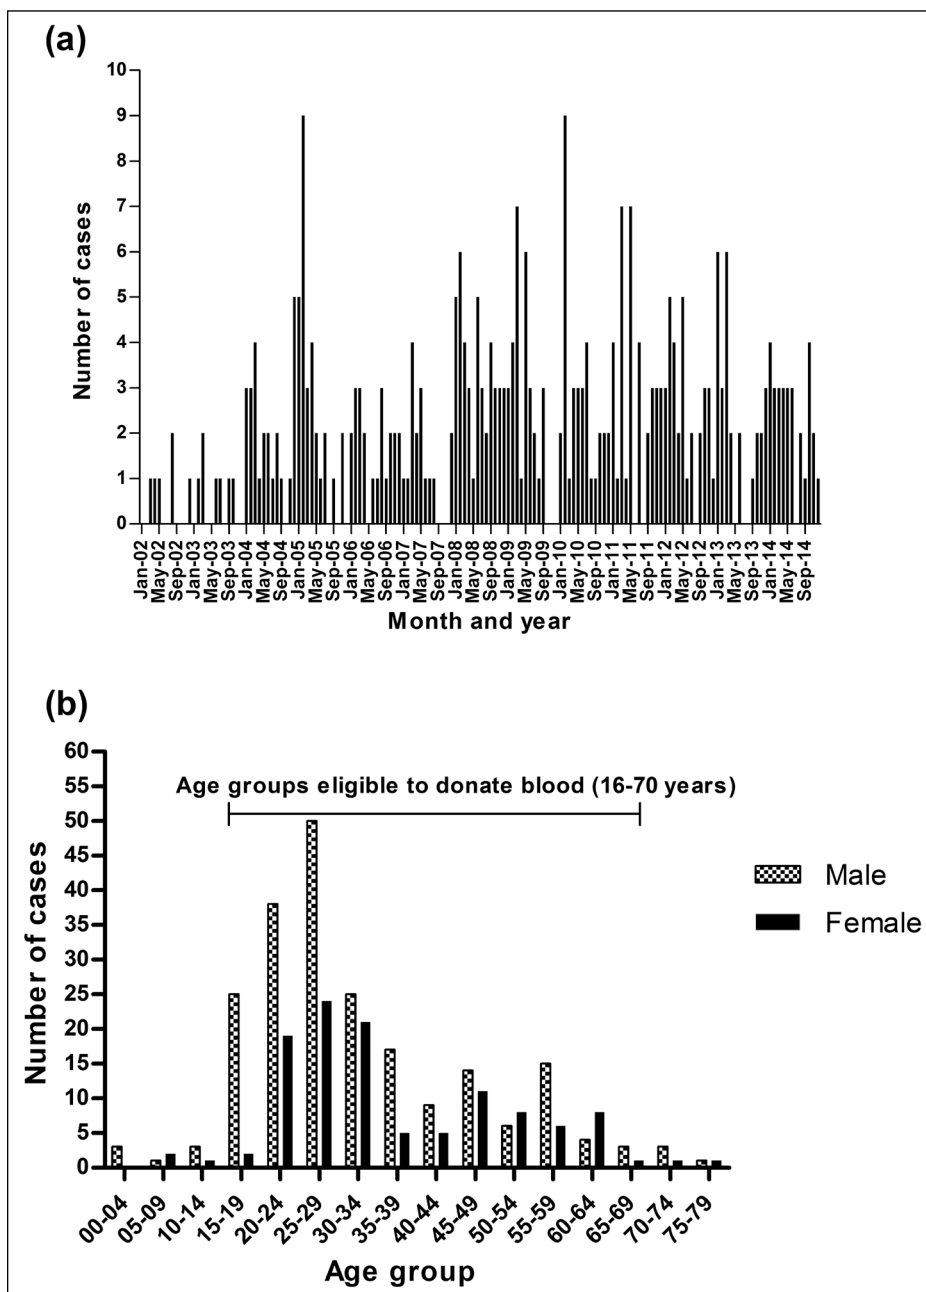 (a)
10
9
8
7
6
5
4
3
2
1
0
Number of cases
Jan-02 May-02 Sep-02 Jan-03 May-03 Sep-03 Jan-04 May-04 Sep-04 Jan-05 May-05 Sep-05 Jan-06 May-06 Sep-06 Jan-07 May-07 Sep-07 Jan-08 May-08 Sep-08 Jan-09 May-09 Sep-09 Jan-10 May-10 Sep-10 Jan-11 May-11 Sep-11 Jan-12 May-12 Sep-12 Jan-13 May-13 Sep-13 Jan-14 May-14 Sep-14
Month and year
(b)
60
55
50
45
40
35
30
25
20
15
10
5
0
Number of cases
Age groups eligible to donate blood (16-70 years)
Male
Female
00-04 05-09 10-14 15-19 20-24 25-29 30-34 35-39 40-44 45-49 50-54 55-59 60-64 65-69 70-74 75-79
Age group